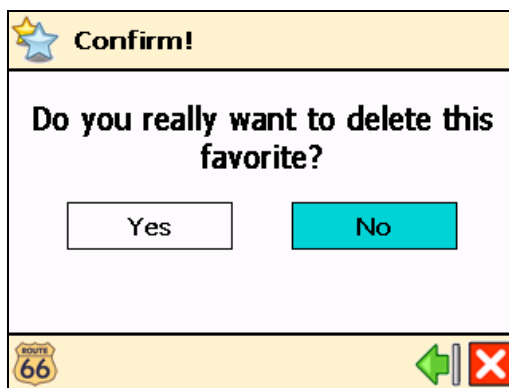 Confirm!
Do you really want to delete this
favorite?
Yes No
ROUTE
66